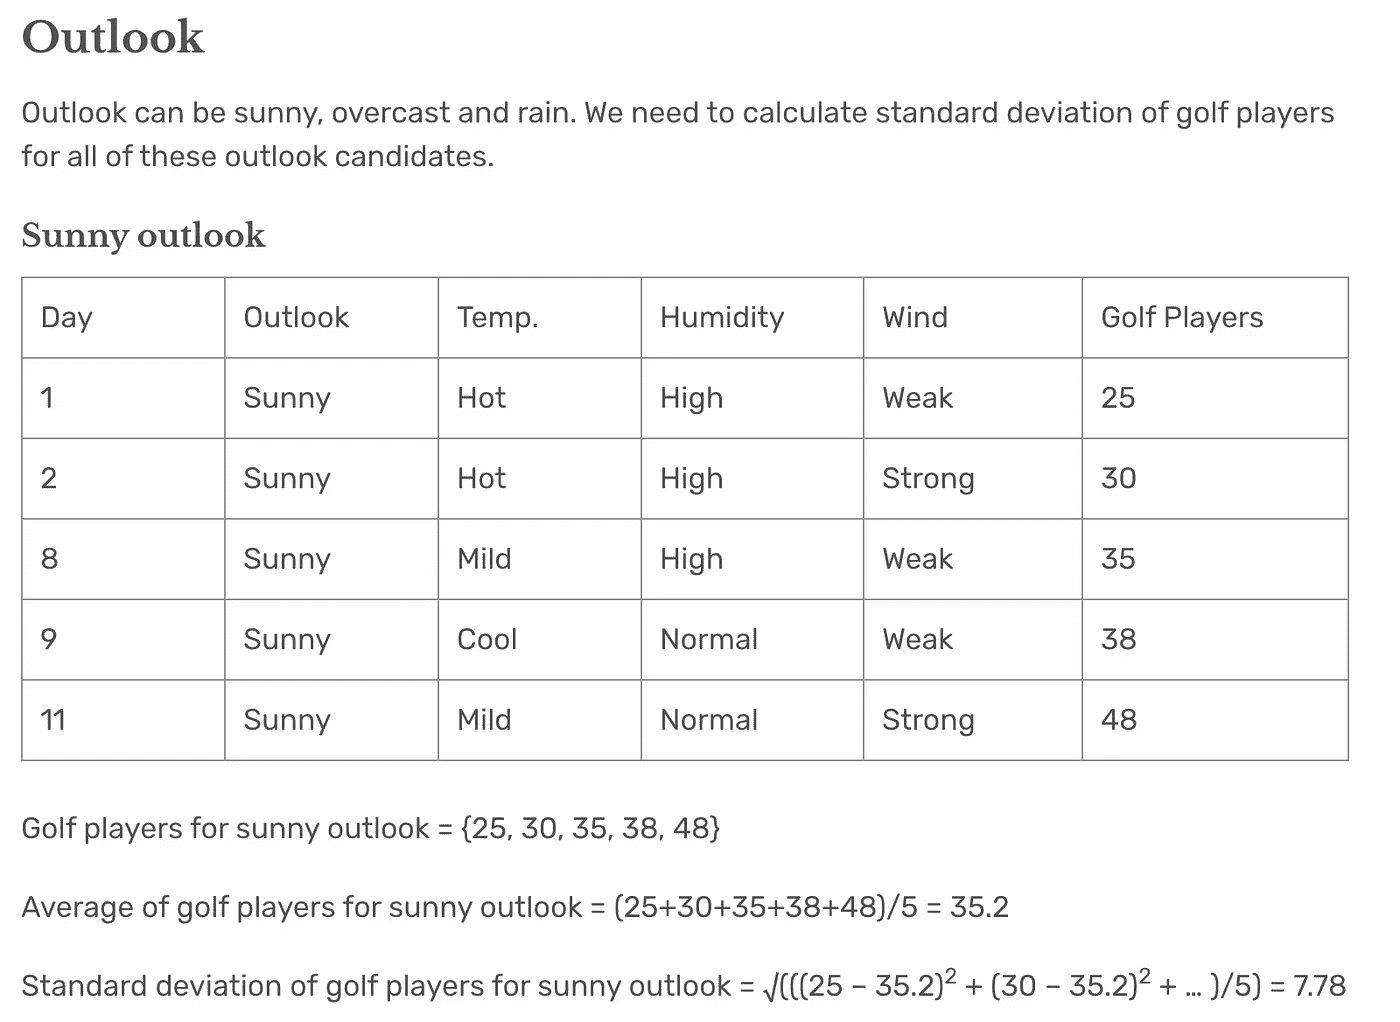 Outlook
Outlook can be sunny, overcast and rain. We need to calculate standard deviation of golf players
for all of these outlook candidates.
Sunny outlook
Day Outlook Temp. Humidity Wind Golf Players
1 Sunny Hot High Weak 25
2 Sunny Hot High Strong 30
8 Sunny Mild High Weak 35
9 Sunny Cool Normal Weak 38
11 Sunny Mild Normal Strong 48
Golf players for sunny outlook = {25, 30, 35, 38, 48}
Average of golf players for sunny outlook = (25+30+35+38+48)/5 = 35.2
Standard deviation of golf players for sunny outlook = √(((25 – 35.2)² + (30 – 35.2)² + … )/5) = 7.78